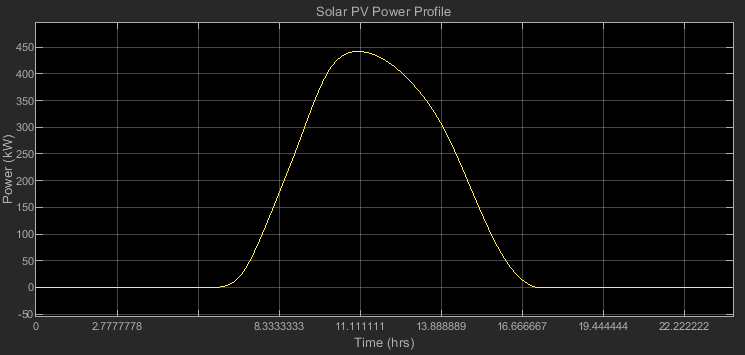 Solar PV Power Profile
450
400
350
300
250
200
150
100
50
0
-50
Power (kW)
0 2.7777778 8.3333333 11.111111 13.888889 16.666667 19.444444 22.222222
Time (hrs)